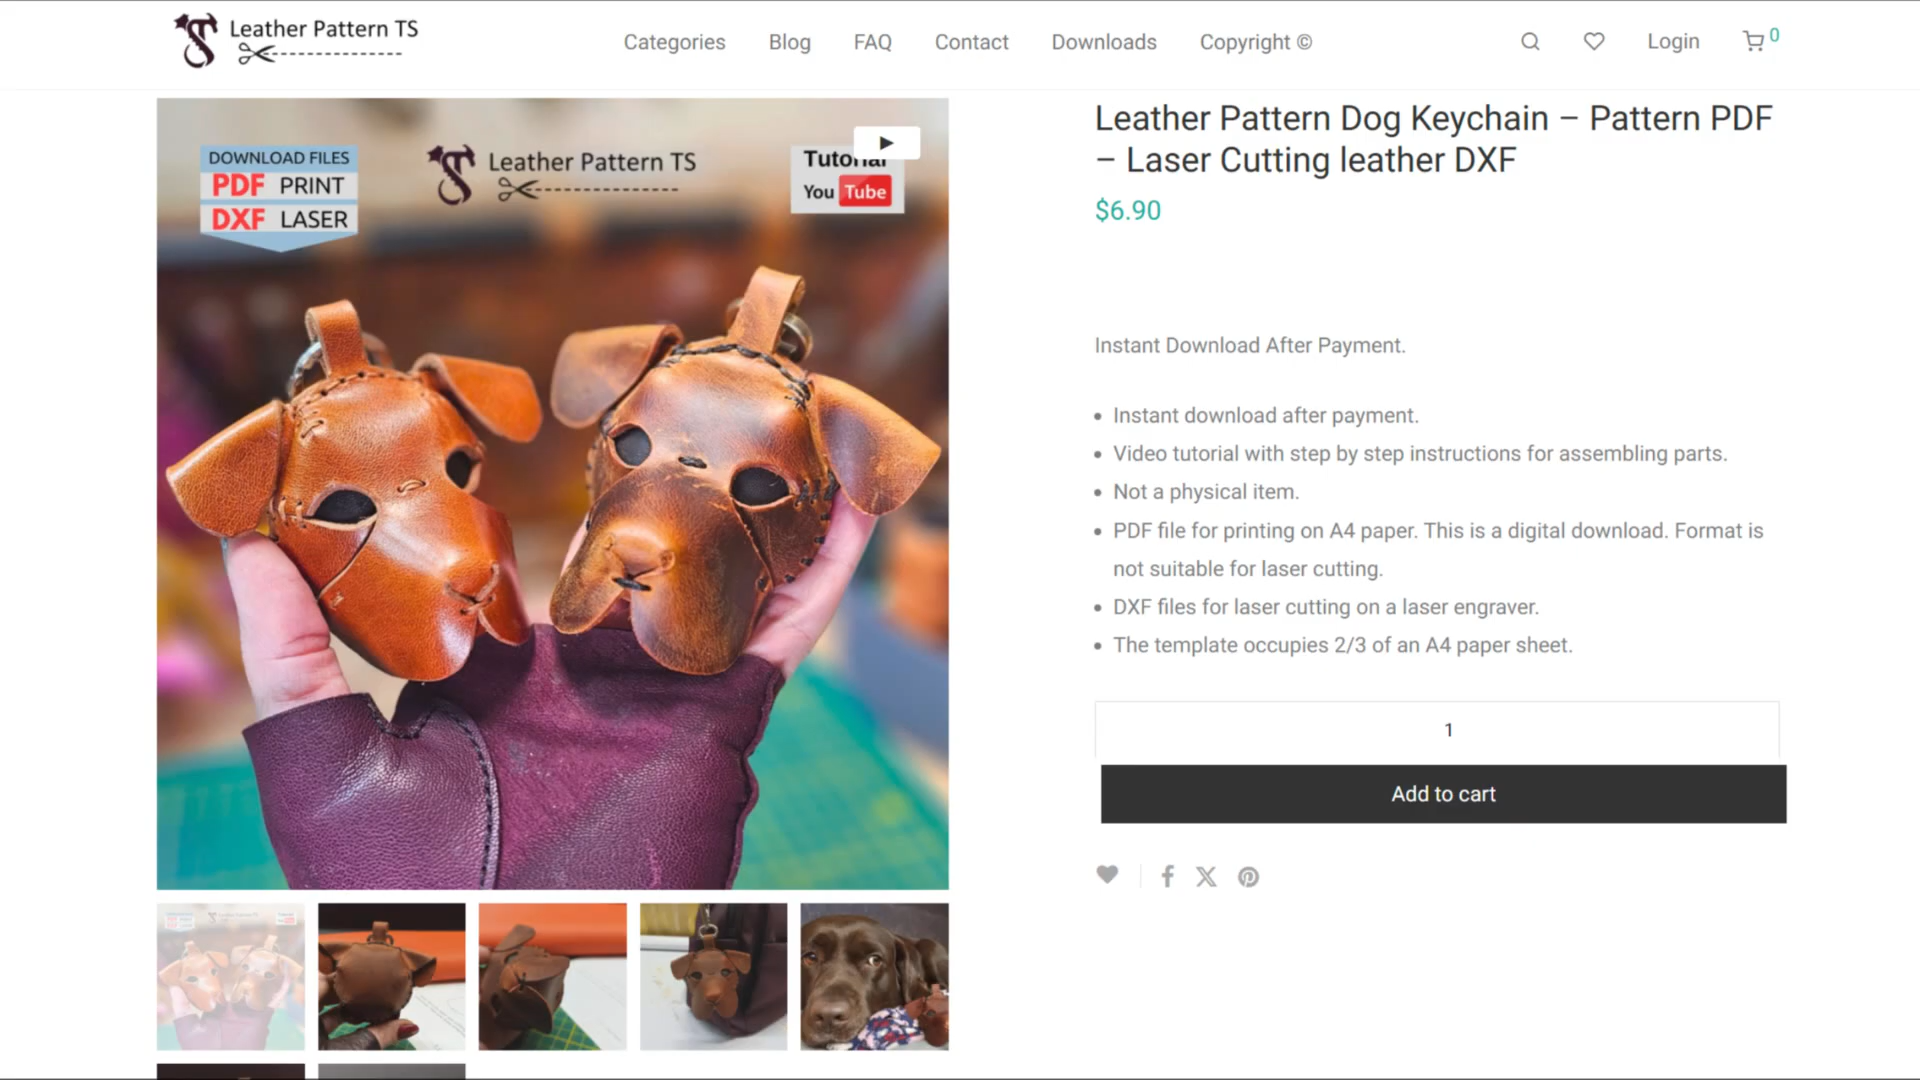 Leather Pattern TS
Categories
Blog
FAQ
Contact
Downloads
Copyright ©
Login
0
DOWNLOAD FILES
PDF PRINT
DXF LASER
Leather Pattern TS
Tutorial
You Tube
Leather Pattern Dog Keychain – Pattern PDF
– Laser Cutting leather DXF
$6.90
Instant Download After Payment.
• Instant download after payment.
• Video tutorial with step by step instructions for assembling parts.
• Not a physical item.
• PDF file for printing on A4 paper. This is a digital download. Format is
not suitable for laser cutting.
• DXF files for laser cutting on a laser engraver.
• The template occupies 2/3 of an A4 paper sheet.
1
Add to cart